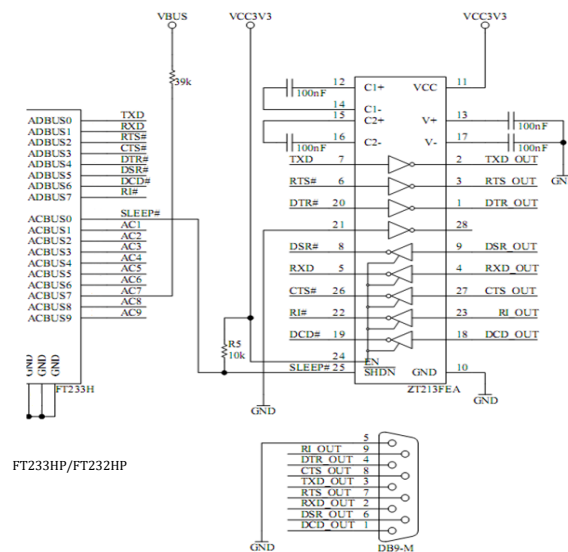 VBUS
VCC3V3
VCC3V3
39k
ADBUS0 TXD
ADBUS1 RXD
ADBUS2 RTS#
ADBUS3 CTS#
ADBUS4 DTR#
ADBUS5 DSR#
ADBUS6 DCD#
ADBUS7 RI#
ACBUS0 SLEEP#
ACBUS1 AC1
ACBUS2 AC2
ACBUS3 AC3
ACBUS4 AC4
ACBUS5 AC5
ACBUS6 AC6
ACBUS7 AC7
ACBUS8 AC8
ACBUS9 AC9
GND GND GND
FT233H
R5
10k
12 C1+ VCC 11
100nF
14 C1-
15 C2+ V+ 13
100nF
16 C2- V- 17
100nF 100nF
GN
TXD 7 2 TXD_OUT
RTS# 6 3 RTS_OUT
DTR# 20 1 DTR_OUT
21 28
DSR# 8 9 DSR_OUT
RXD 5 4 RXD_OUT
CTS# 26 27 CTS_OUT
RI# 22 23 RI_OUT
DCD# 19 18 DCD_OUT
24 EN
SLEEP# 25 SHDN GND 10
ZT213FEA
GND
GND
FT233HP/FT232HP
5
RI_OUT 9
DTR_OUT 4
CTS_OUT 8
TXD_OUT 3
RTS_OUT 7
RXD_OUT 2
DSR_OUT 6
DCD_OUT 1
GND
DB9-M